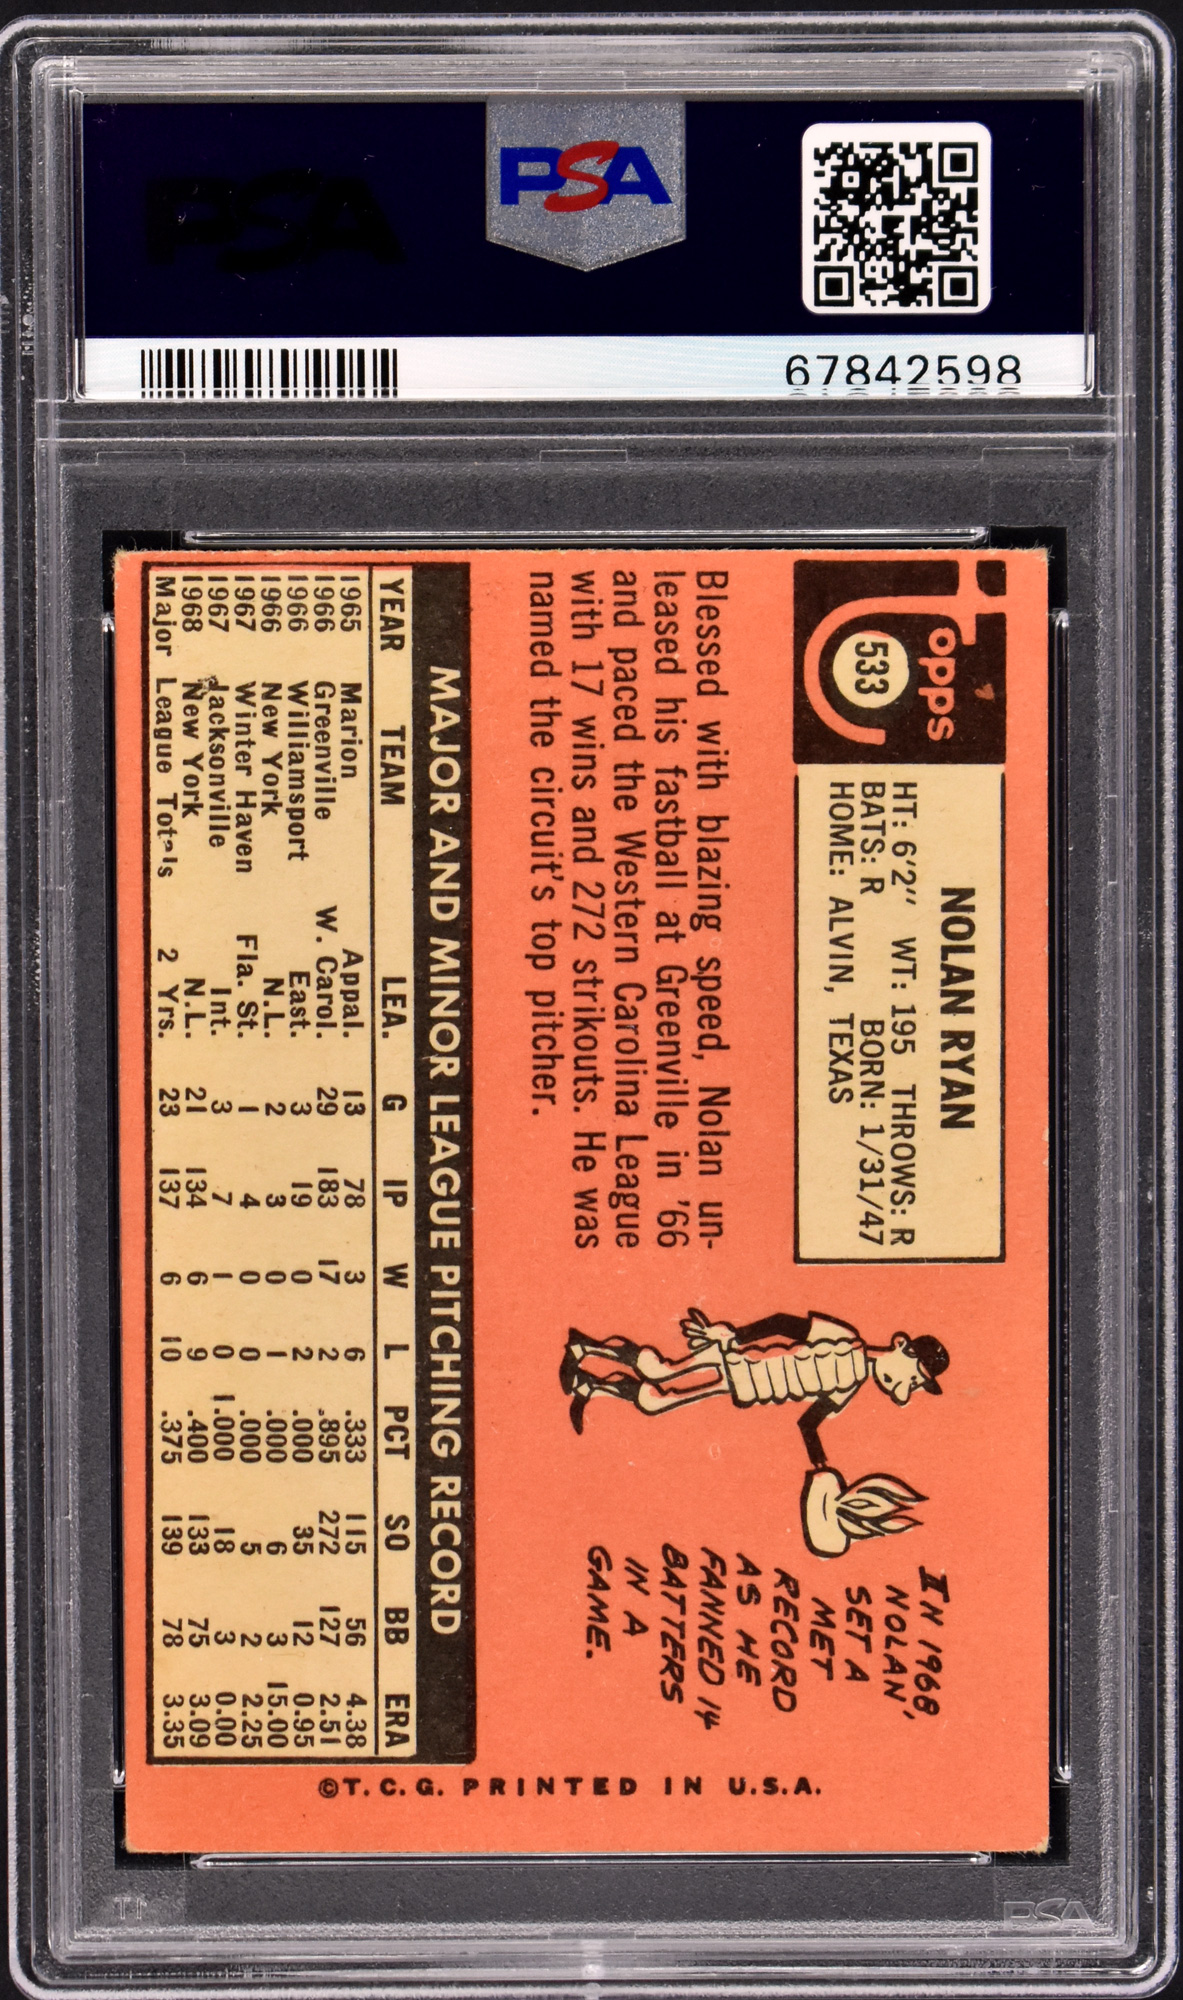 PSA
PSA
67842598
Topps
533
NOLAN RYAN
HT: 6'2" WT: 195 THROWS: R
BATS: R BORN: 1/31/47
HOME: ALVIN, TEXAS
Blessed with blazing speed, Nolan un-
leased his fastball at Greenville in '66
and paced the Western Carolina League
with 17 wins and 272 strikouts. He was
named the circuit's top pitcher.
IN 1968,
NOLAN
SET A
MET
RECORD
AS HE
FANNED 14
BATTERS
IN A
GAME.
MAJOR AND MINOR LEAGUE PITCHING RECORD
YEAR TEAM LEA. G IP W L PCT SO BB ERA
1965 Marion Appal. 13 78 3 6 .333 115 56 4.38
1966 Greenville W. Carol. 29 183 17 2 .895 272 127 2.51
1966 Williamsport East. 3 19 0 2 .000 35 12 0.95
1966 New York N.L. 2 3 0 1 .000 6 3 15.00
1967 Winter Haven Fla. St. 1 4 0 0 .000 5 2 2.25
1967 Jacksonville Int. 3 7 1 0 1.000 18 3 0.00
1968 New York N.L. 21 134 6 9 .400 133 75 3.09
Major League Totals 2 Yrs. 23 137 6 10 .375 139 78 3.35
©T.C.G. PRINTED IN U.S.A.
T1
PSA